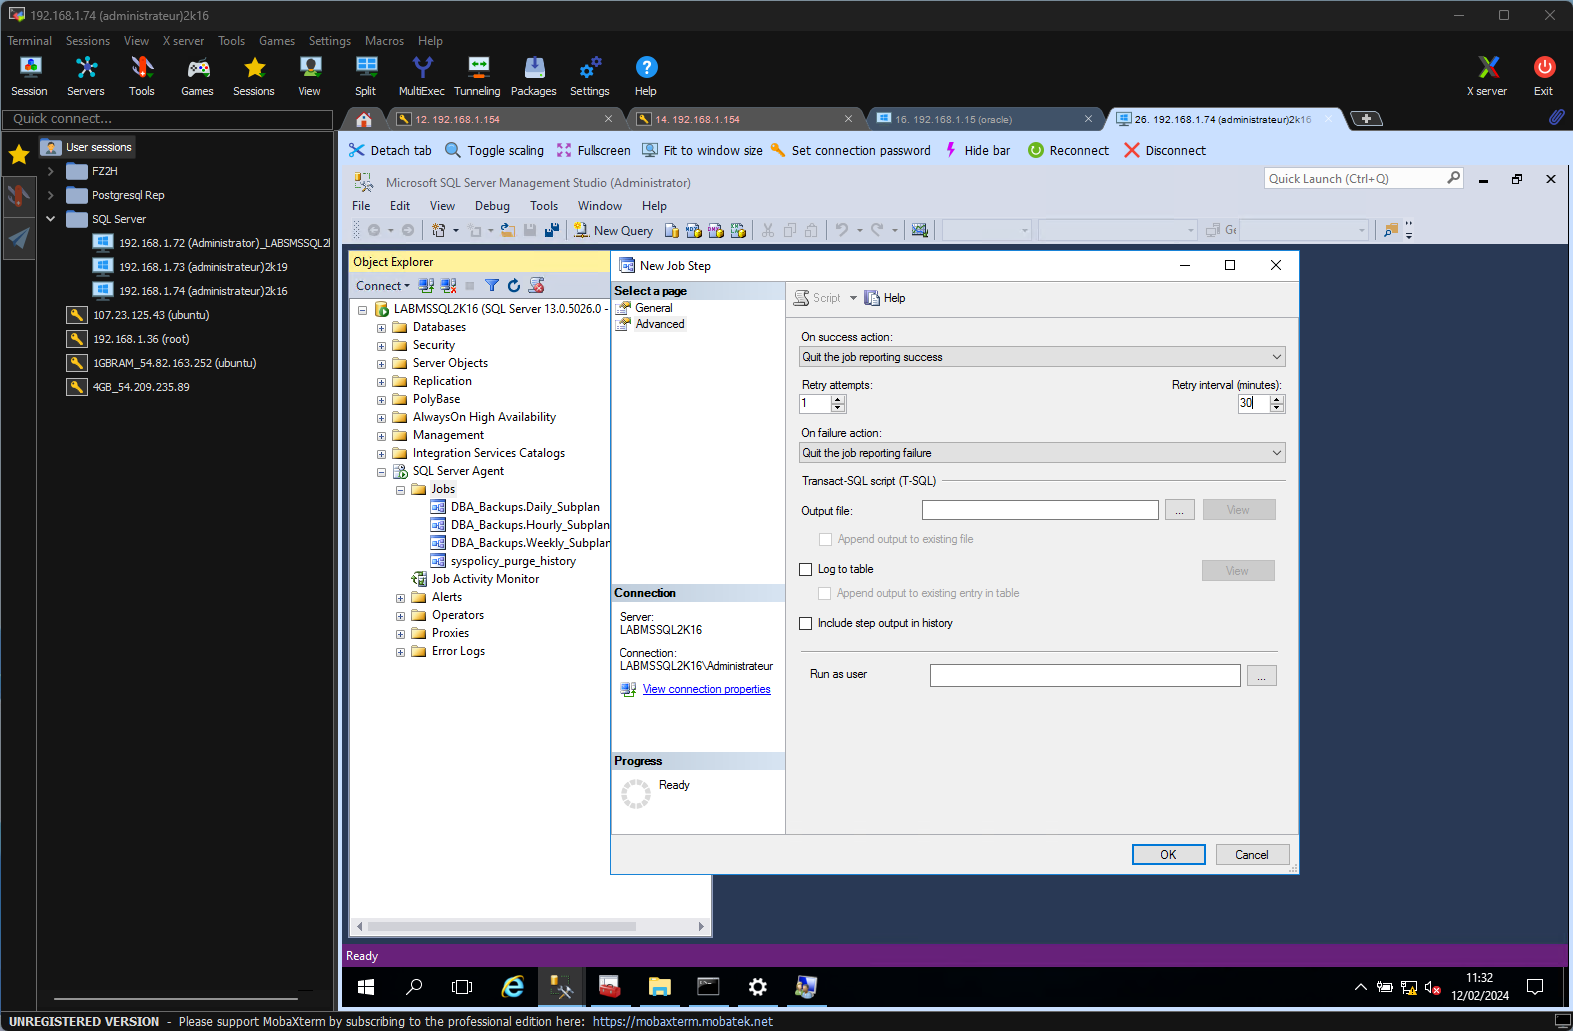 192.168.1.74 (administrateur)2k16
Terminal Sessions View X server Tools Games Settings Macros Help
Session Servers Tools Games Sessions View Split MultiExec Tunneling Packages Settings Help X server Exit
Quick connect...
12. 192.168.1.154
14. 192.168.1.154
16. 192.168.1.15 (oracle)
26. 192.168.1.74 (administrateur)2k16
User sessions
FZ2H
Postgresql Rep
SQL Server
192.168.1.72 (Administrator)_LABSMSSQL2
192.168.1.73 (administrateur)2k19
192.168.1.74 (administrateur)2k16
107.23.125.43 (ubuntu)
192.168.1.36 (root)
1GBRAM_54.82.163.252 (ubuntu)
4GB_54.209.235.89
Detach tab Toggle scaling Fullscreen Fit to window size Set connection password Hide bar Reconnect Disconnect
Microsoft SQL Server Management Studio (Administrator)
Quick Launch (Ctrl+Q)
File Edit View Debug Tools Window Help
New Query
Ge
Object Explorer
Connect
LABMSSQL2K16 (SQL Server 13.0.5026.0 -
Databases
Security
Server Objects
Replication
PolyBase
AlwaysOn High Availability
Management
Integration Services Catalogs
SQL Server Agent
Jobs
DBA_Backups.Daily_Subplan
DBA_Backups.Hourly_Subplan
DBA_Backups.Weekly_Subplan
syspolicy_purge_history
Job Activity Monitor
Alerts
Operators
Proxies
Error Logs
New Job Step
Select a page
General
Advanced
Connection
Server:
LABMSSQL2K16
Connection:
LABMSSQL2K16\Administrateur
View connection properties
Progress
Ready
Script Help
On success action:
Quit the job reporting success
Retry attempts: Retry interval (minutes):
1 30
On failure action:
Quit the job reporting failure
Transact-SQL script (T-SQL)
Output file: ... View
Append output to existing file
Log to table View
Append output to existing entry in table
Include step output in history
Run as user ...
OK Cancel
Ready
11:32
12/02/2024
UNREGISTERED VERSION - Please support MobaXterm by subscribing to the professional edition here: https://mobaxterm.mobatek.net